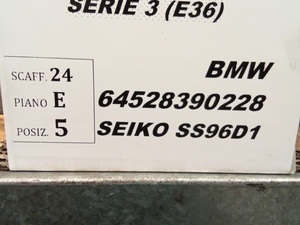 SERIE 3 (E36)
BMW
SCAFF. 24
PIANO E
POSIZ. 5
64528390228
SEIKO SS96D1